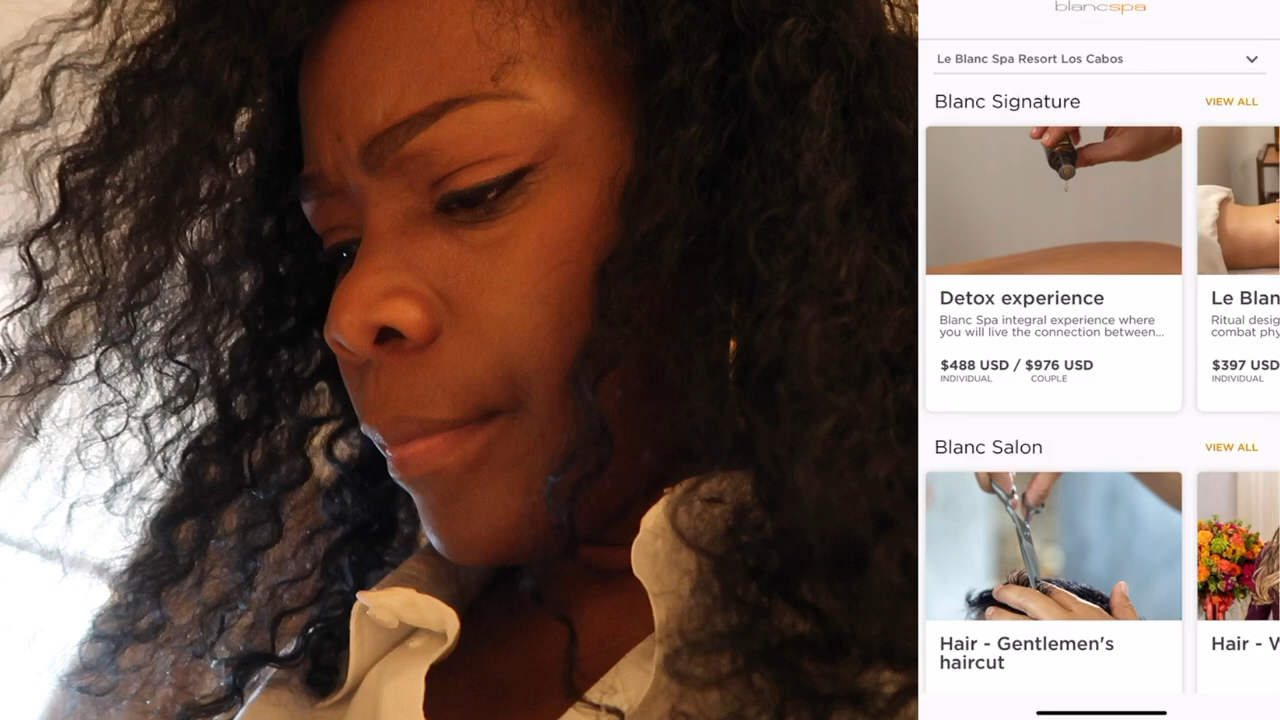 blancspa
Le Blanc Spa Resort Los Cabos
Blanc Signature
VIEW ALL
Detox experience
Blanc Spa integral experience where
you will live the connection between...
$488 USD / $976 USD
INDIVIDUAL COUPLE
Le Blan
Ritual desig
combat phy
$397 USD
INDIVIDUAL
Blanc Salon
VIEW ALL
Hair - Gentlemen's
haircut
Hair - V